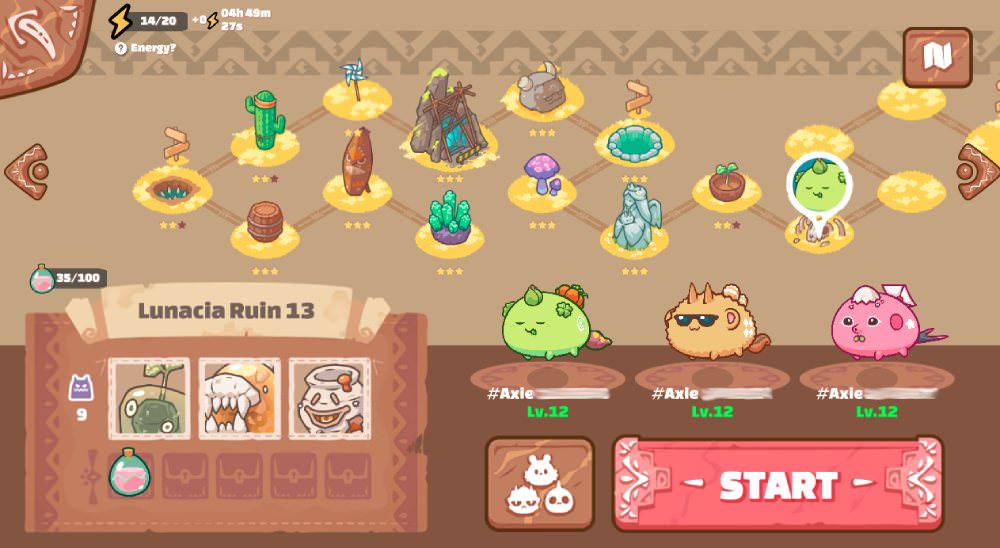 14/20
+0
04h 49m
27s
? Energy?
35/100
Lunacia Ruin 13
9
#Axie
#Axie
#Axie
Lv.12
Lv.12
Lv.12
START